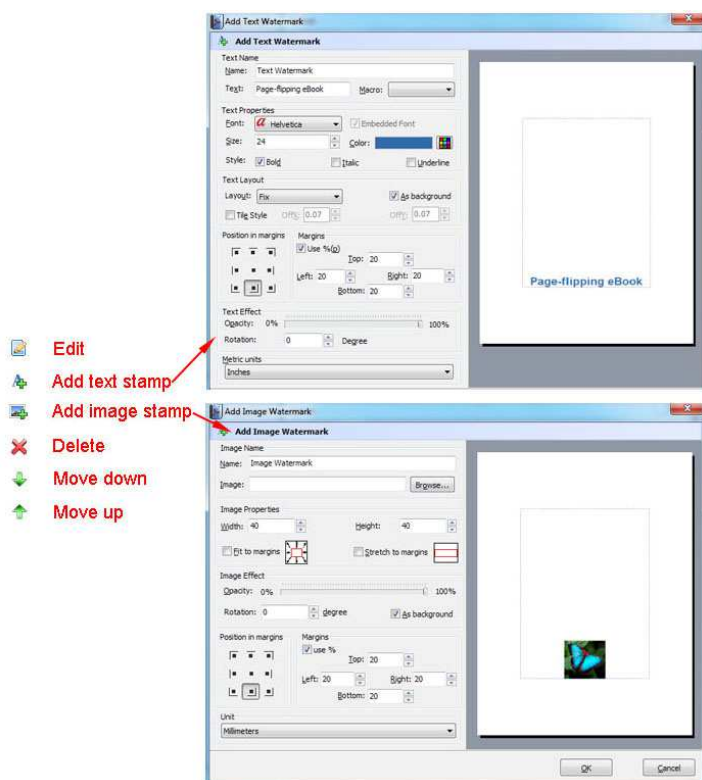 Add Text Watermark
Add Text Watermark
Text Name
Name: Text Watermark
Text: Page-flipping eBook Macro:
Text Properties
Font: Helvetica Embedded Font
Size: 24 Color:
Style: Bold Italic Underline
Text Layout
Layout: Fix As background
Tile Style OffX: 0.07 OffY: 0.07
Position in margins Margins
Use %(p)
Top: 20
Left: 20 Right: 20
Bottom: 20
Page-flipping eBook
Text Effect
Opacity: 0% 100%
Rotation: 0 Degree
Metric units
Inches
Edit
Add text stamp
Add image stamp
Delete
Move down
Move up
Add Image Watermark
Add Image Watermark
Image Name
Name: Image Watermark
Image: Browse...
Image Properties
Width: 40 Height: 40
Fit to margins Stretch to margins
Image Effect
Opacity: 0% 100%
Rotation: 0 degree As background
Position in margins Margins
use %
Top: 20
Left: 20 Right: 20
Bottom: 20
Unit
Millimeters
OK Cancel